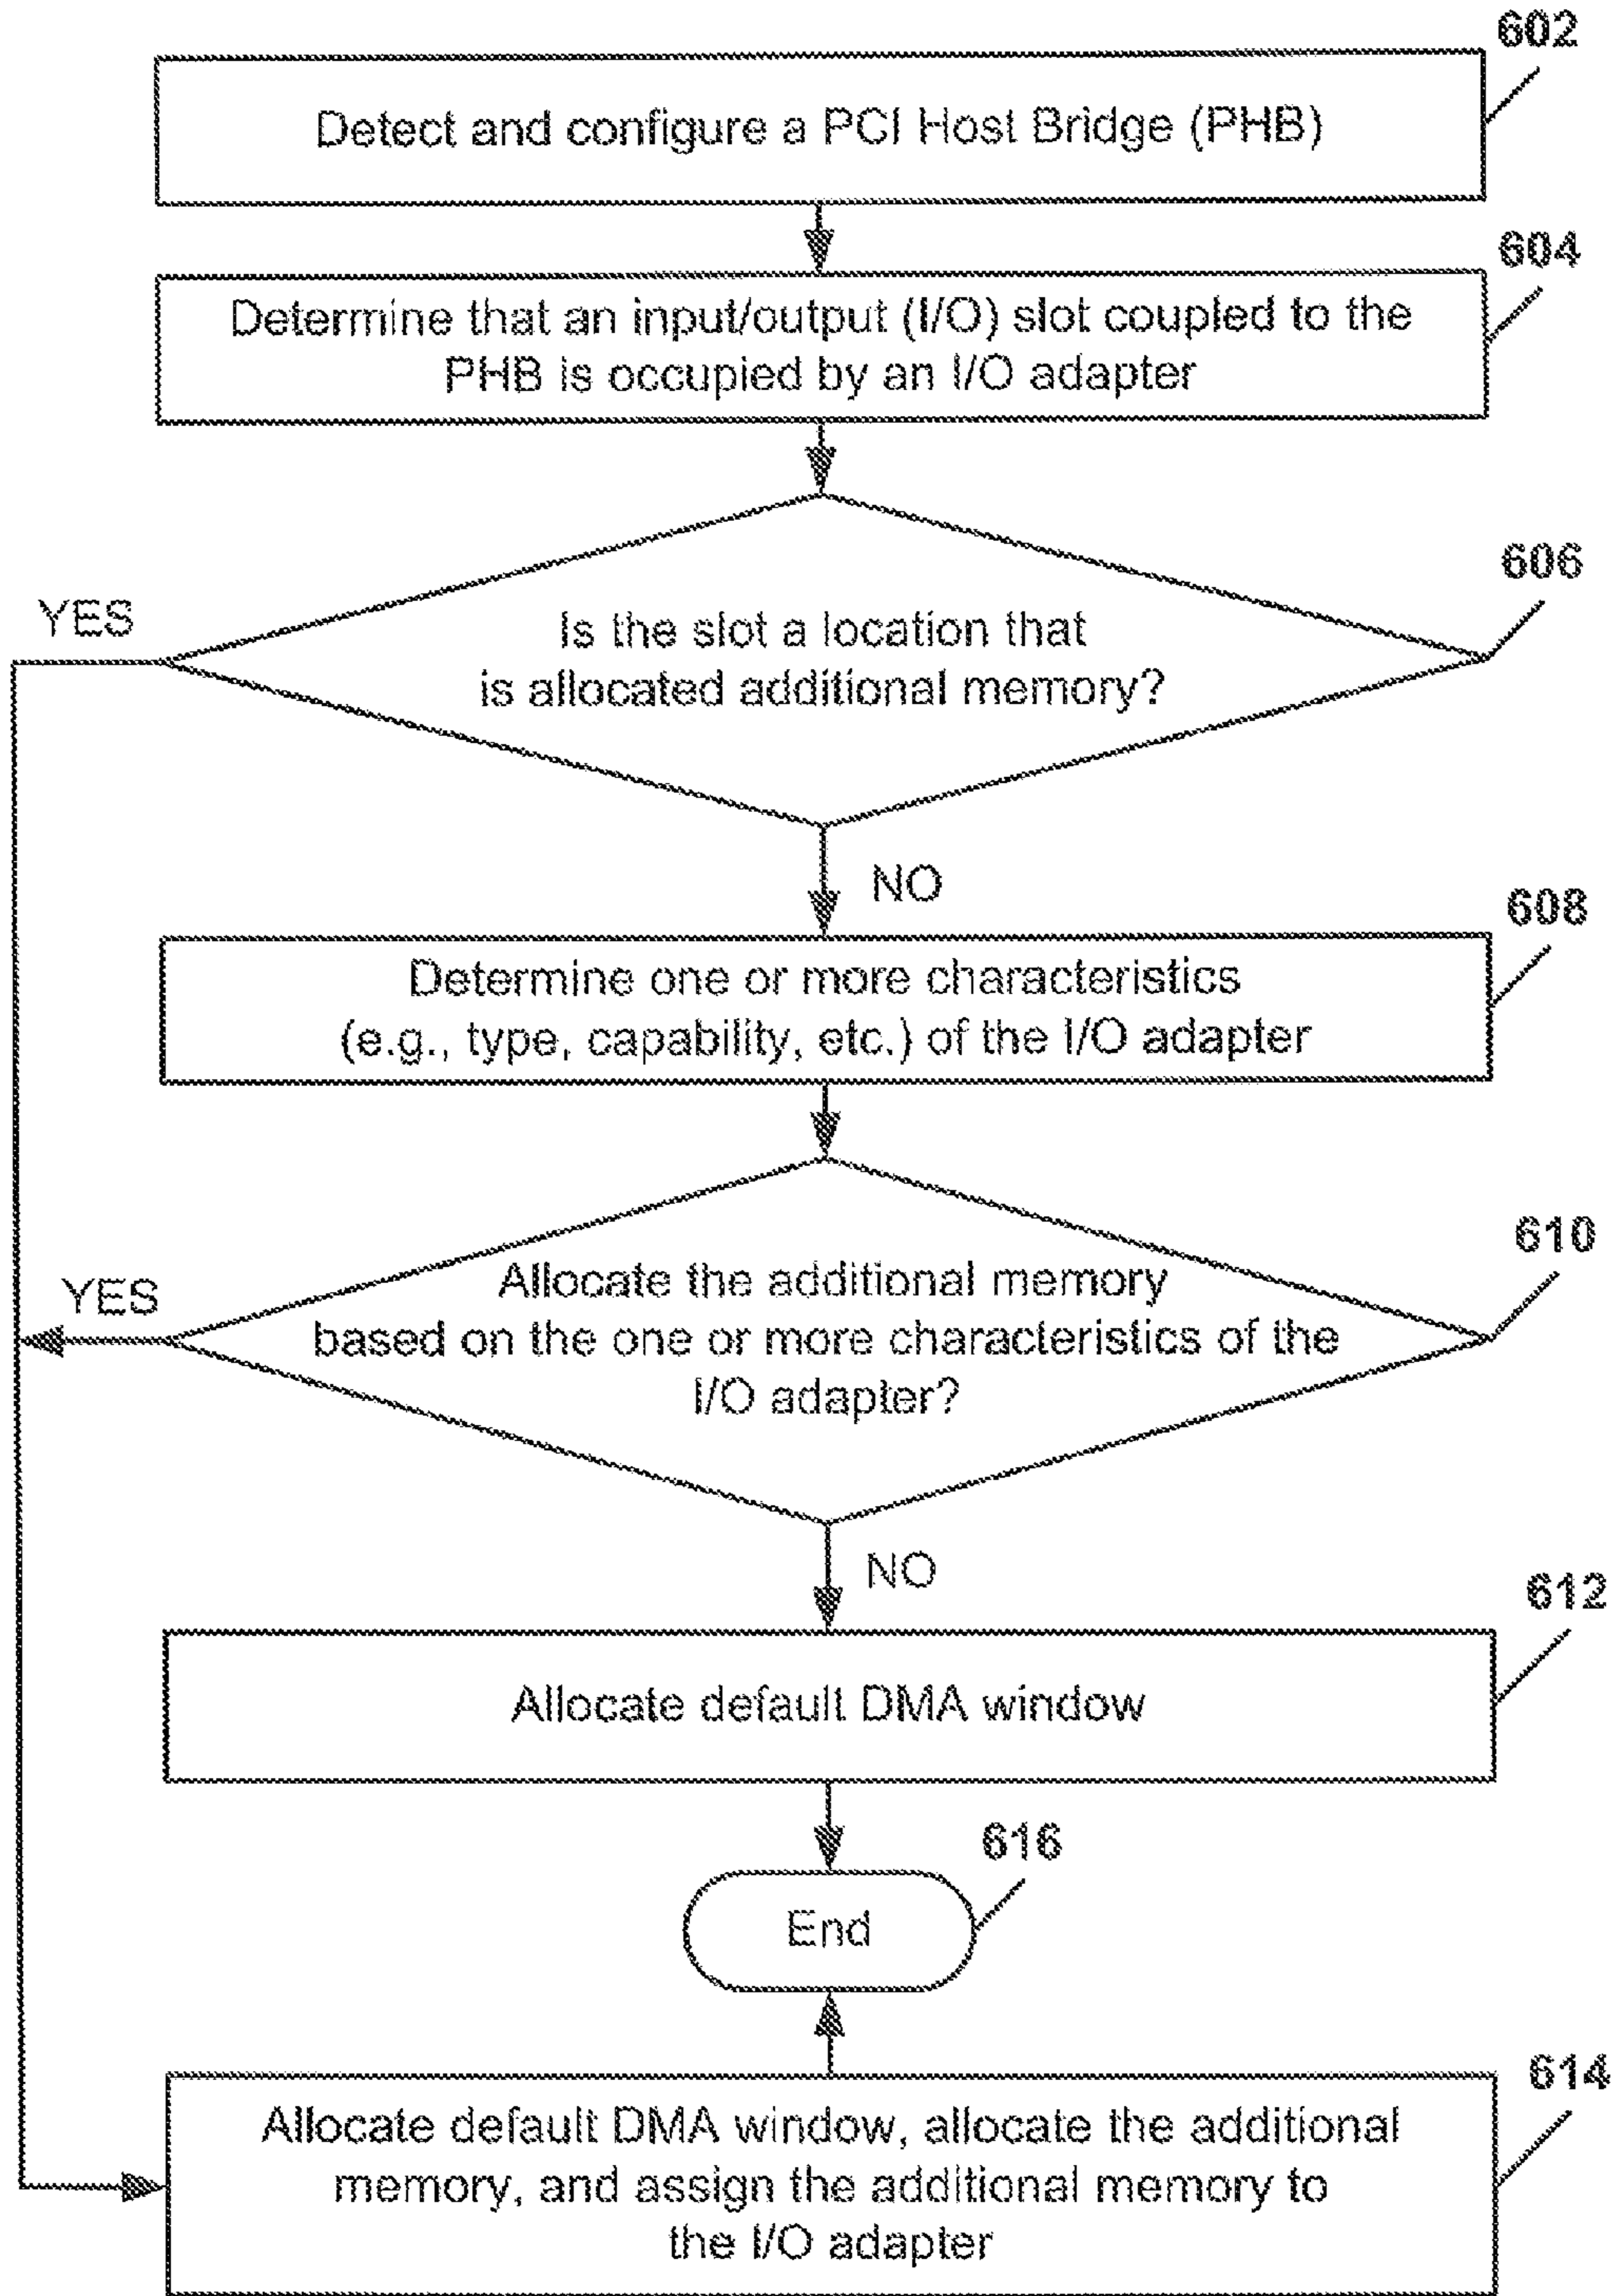 602
Detect and configure a PCI Host Bridge (PHB)
604
Determine that an input/output (I/O) slot coupled to the
PHB is occupied by an I/O adapter
606
YES
Is the slot a location that
is allocated additional memory?
NO
608
Determine one or more characteristics
(e.g., type, capability, etc.) of the I/O adapter
610
YES
Allocate the additional memory
based on the one or more characteristics of the
I/O adapter?
NO
612
Allocate default DMA window
616
End
614
Allocate default DMA window, allocate the additional
memory, and assign the additional memory to
the I/O adapter